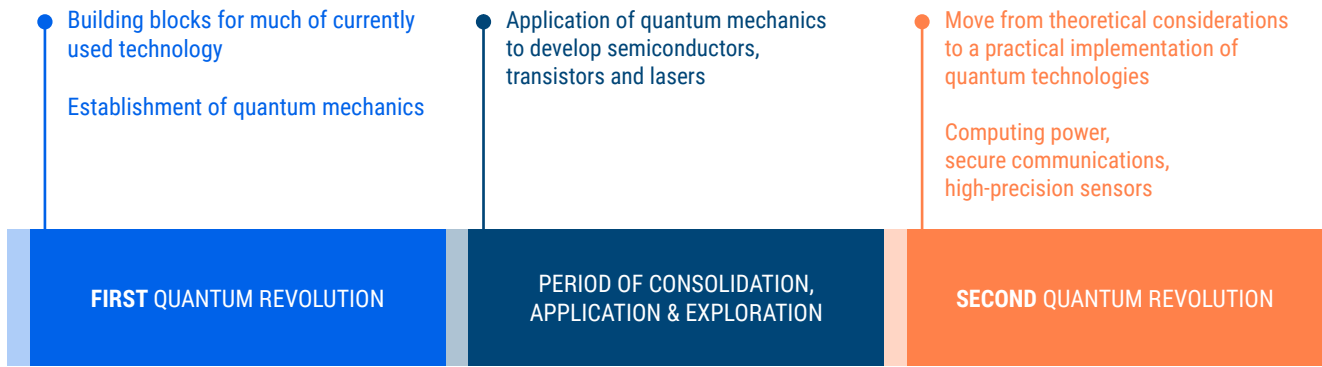 Building blocks for much of currently
used technology
Establishment of quantum mechanics
Application of quantum mechanics
to develop semiconductors,
transistors and lasers
Move from theoretical considerations
to a practical implementation of
quantum technologies
Computing power,
secure communications,
high-precision sensors
FIRST QUANTUM REVOLUTION
PERIOD OF CONSOLIDATION,
APPLICATION & EXPLORATION
SECOND QUANTUM REVOLUTION